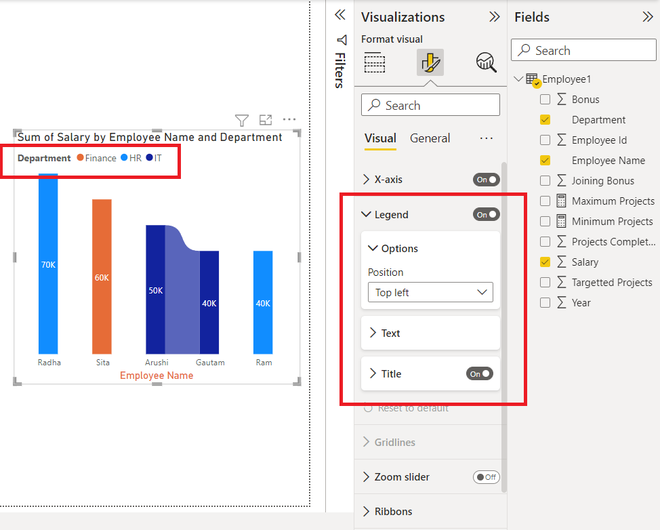 Sum of Salary by Employee Name and Department
Department Finance HR IT
70K
60K
50K
40K
40K
Radha Sita Arushi Gautam Ram
Employee Name
Filters
Visualizations
Format visual
Search
Visual General
X-axis On
Legend On
Options
Position
Top left
Text
Title On
Reset to default
Gridlines
Zoom slider Off
Ribbons
Fields
Search
Employee1
Bonus
Department
Employee Id
Employee Name
Joining Bonus
Maximum Projects
Minimum Projects
Projects Complet...
Salary
Targetted Projects
Year